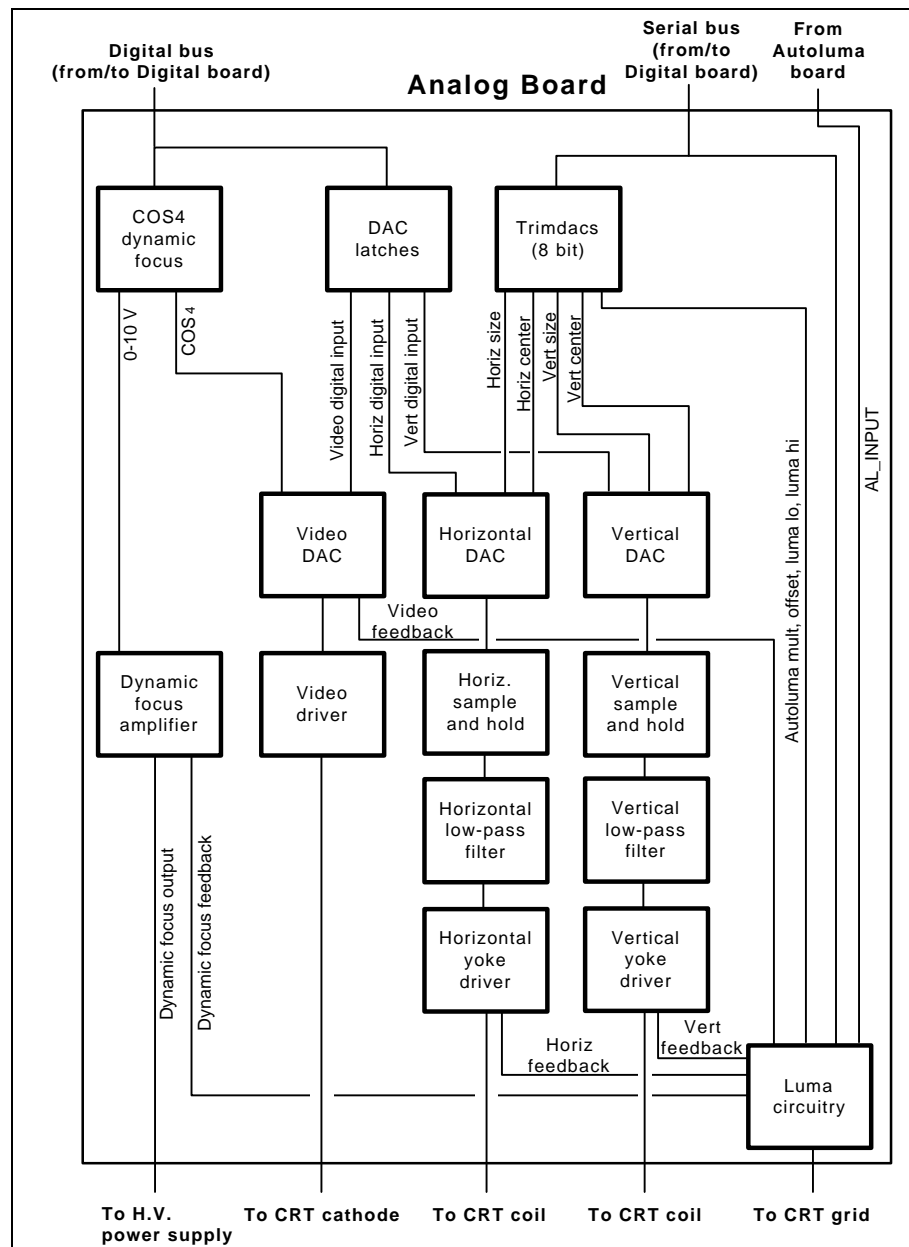 Digital bus
(from/to Digital board)
Serial bus
(from/to
Digital board)
From
Autoluma
board
Analog Board
COS4
dynamic
focus
DAC
latches
Trimdacs
(8 bit)
0-10 V
COS 4
Video digital input
Horiz digital input
Vert digital input
Horiz size
Horiz center
Vert size
Vert center
Autoluma mult, offset, luma lo, luma hi
AL_INPUT
Video
DAC
Horizontal
DAC
Vertical
DAC
Video
feedback
Dynamic
focus
amplifier
Video
driver
Horiz.
sample
and hold
Vertical
sample
and hold
Horizontal
low-pass
filter
Vertical
low-pass
filter
Dynamic focus output
Dynamic focus feedback
Horizontal
yoke
driver
Vertical
yoke
driver
Horiz
feedback
Vert
feedback
Luma
circuitry
To H.V.
power supply
To CRT cathode
To CRT coil
To CRT coil
To CRT grid